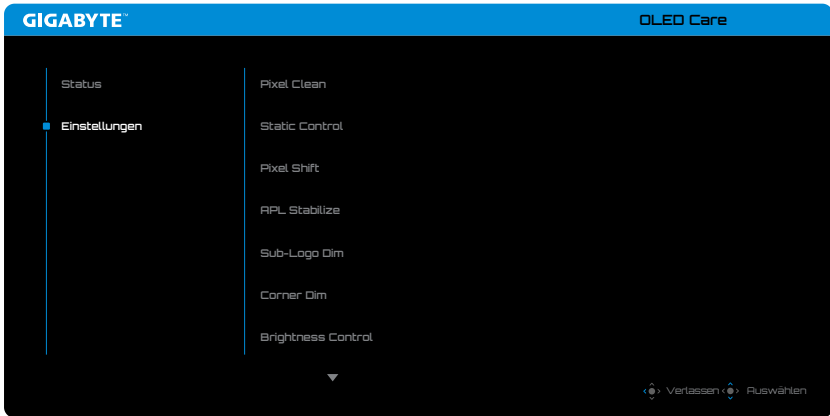 GIGABYTE™
OLED Care
Status
Einstellungen
Pixel Clean
Static Control
Pixel Shift
APL Stabilize
Sub-Logo Dim
Corner Dim
Brightness Control
Verlassen
Auswählen